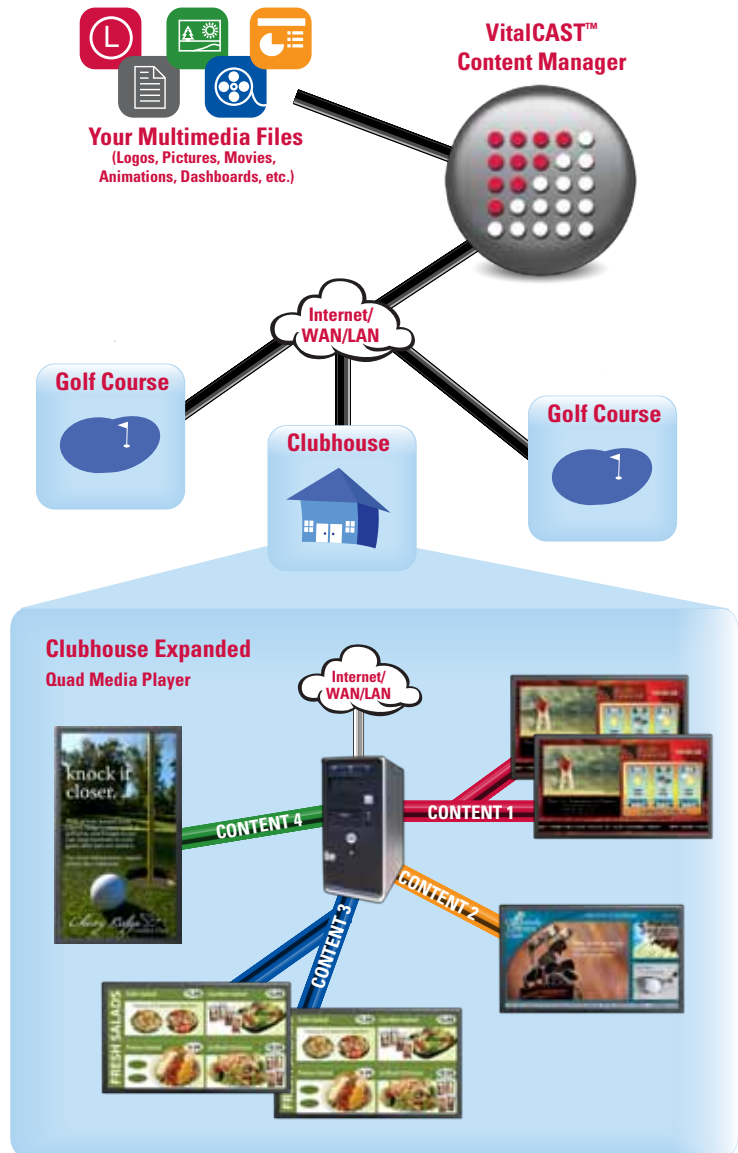 VitalCAST™
Content Manager
L
Your Multimedia Files
(Logos, Pictures, Movies,
Animations, Dashboards, etc.)
Internet/
WAN/LAN
Golf Course
Clubhouse
Golf Course
Clubhouse Expanded
Quad Media Player
Internet/
WAN/LAN
knock it
closer.
CONTENT 1
CONTENT 4
CONTENT 2
CONTENT 3
FRESH SALADS